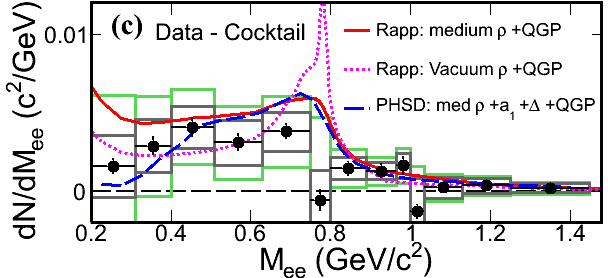 0.01
(c) Data - Cocktail
Rapp: medium ρ +QGP
Rapp: Vacuum ρ +QGP
PHSD: med ρ +a₁+Δ +QGP
dN/dMₑₑ (c²/GeV)
0
0.2 0.4 0.6 0.8 1 1.2 1.4
Mₑₑ (GeV/c²)